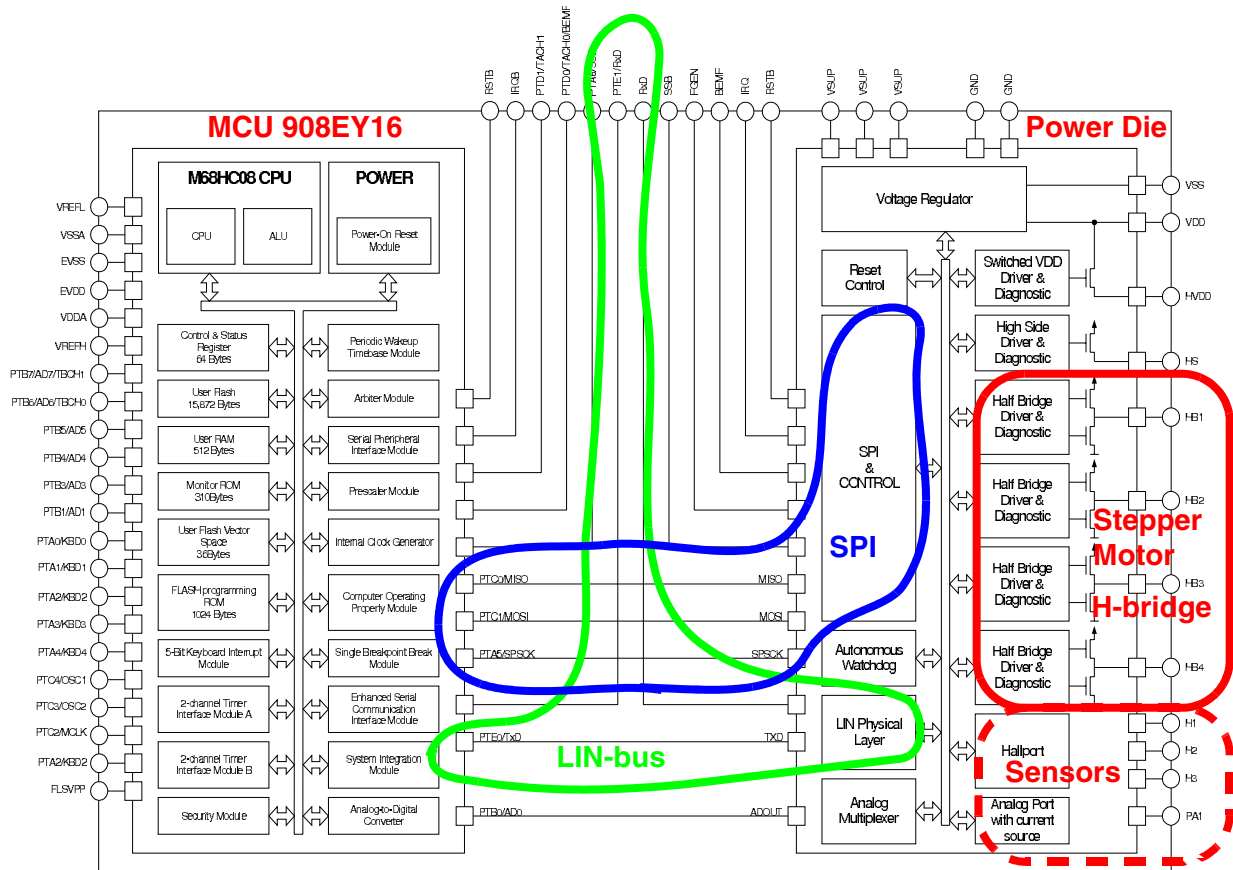 RSTB
IRQB
PTD1/TACH1
PTD0/TACH0/BEMF
PTE1/RxD
RxD
SSB
FGEN
BEMF
IRQ
RSTB
VSUP
VSUP
VSUP
GND
GND
MCU 908EY16
Power Die
M68HC08 CPU
CPU
ALU
POWER
Power-On Reset
Module
VREFL
VSSA
EVSS
EVDD
VDDA
VREFH
PTB7/AD7/TBCH1
PTB6/AD6/TBCH0
PTB5/AD5
PTB4/AD4
PTB3/AD3
PTB1/AD1
PTA0/KBD0
PTA1/KBD1
PTA2/KBD2
PTA3/KBD3
PTA4/KBD4
PTC4/OSC1
PTC3/OSC2
PTC2/MCLK
PTA2/KBD2
FLSVPP
Control & Status
Register
64 Bytes
User Flash
15,872 Bytes
User RAM
512 Bytes
Monitor ROM
310Bytes
User Flash Vector
Space
36Bytes
FLASH programming
ROM
1024 Bytes
5-Bit Keyboard Interrupt
Module
2-channel Timer
Interface Module A
2-channel Timer
Interface Module B
Security Module
Periodic Wakeup
Timebase Module
Arbiter Module
Serial Pheripheral
Interface Module
Prescaler Module
Internal Clock Generator
Computer Operating
Property Module
Single Breakpoint Break
Module
Enhanced Serial
Communication
Interface Module
System Integration
Module
Analog-to-Digital
Converter
PTC0/MISO
PTC1/MOSI
PTA5/SPSCK
PTE0/TxD
PTB0/AD0
MISO
MOSI
SPSCK
TXD
ADOUT
LIN-bus
SPI
Voltage Regulator
Reset
Control
SPI
&
CONTROL
Autonomous
Watchdog
LIN Physical
Layer
Analog
Multiplexer
Switched VDD
Driver &
Diagnostic
High Side
Driver &
Diagnostic
Half Bridge
Driver &
Diagnostic
Half Bridge
Driver &
Diagnostic
Half Bridge
Driver &
Diagnostic
Half Bridge
Driver &
Diagnostic
Hallport
Analog Port
with current
source
Stepper
Motor
H-bridge
Sensors
VSS
VDD
HVDD
HS
HB1
HB2
HB3
HB4
H1
H2
H3
PA1